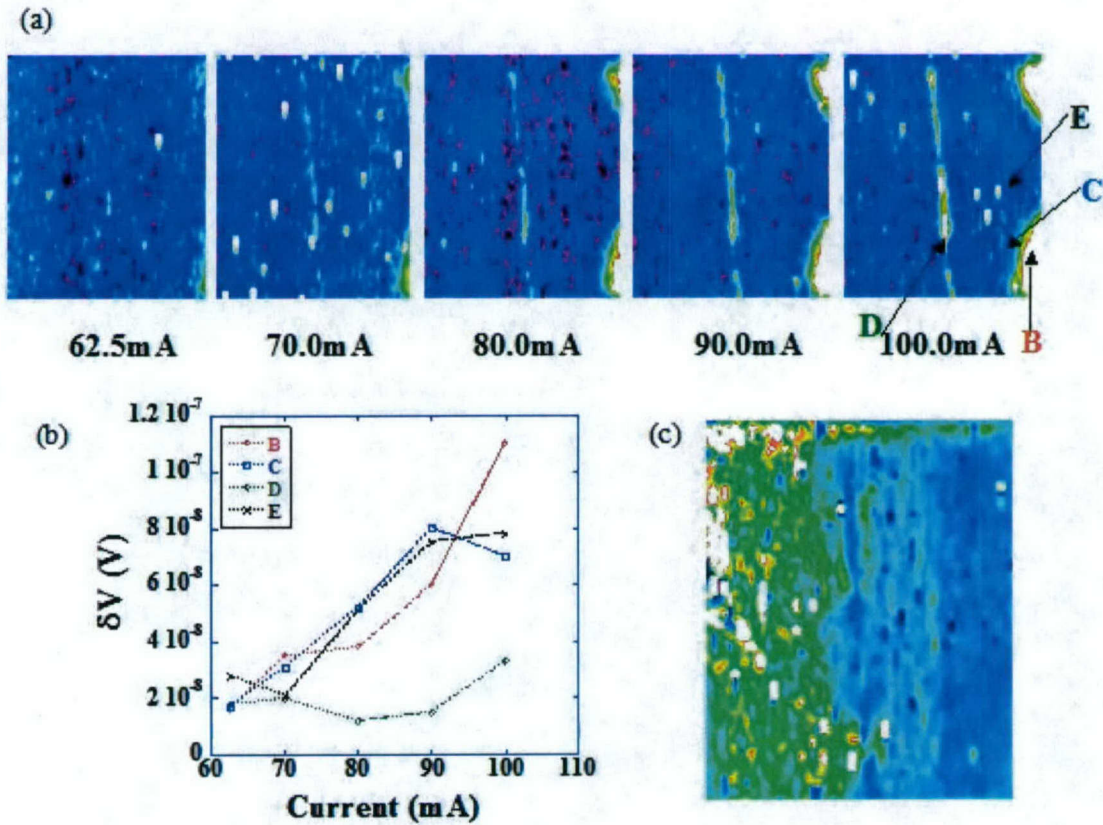 (a)
E
C
D
B
62.5mA
70.0mA
80.0mA
90.0mA
100.0mA
(b)
1.2 10⁻⁷
1 10⁻⁷
8 10⁻⁸
6 10⁻⁸
4 10⁻⁸
2 10⁻⁸
0
δV (V)
B
C
D
E
60 70 80 90 100 110
Current (mA)
(c)